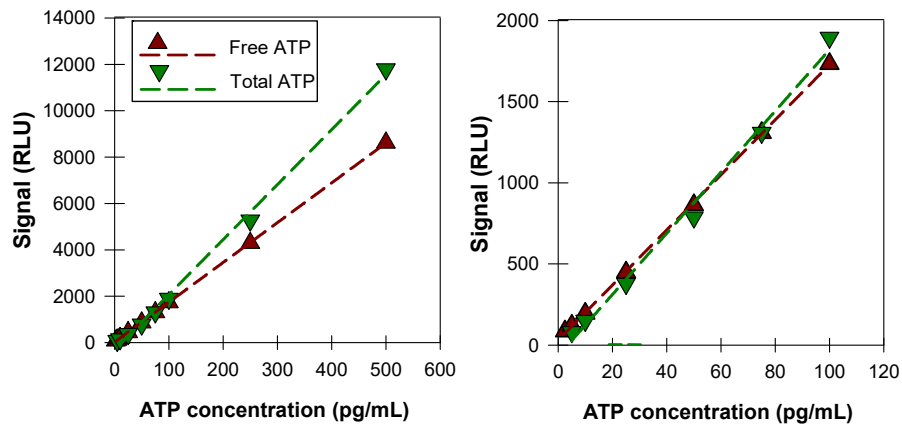 14000
12000
10000
8000
6000
4000
2000
0
Signal (RLU)
Free ATP
Total ATP
0 100 200 300 400 500 600
ATP concentration (pg/mL)
2000
1500
1000
500
0
Signal (RLU)
0 20 40 60 80 100 120
ATP concentration (pg/mL)